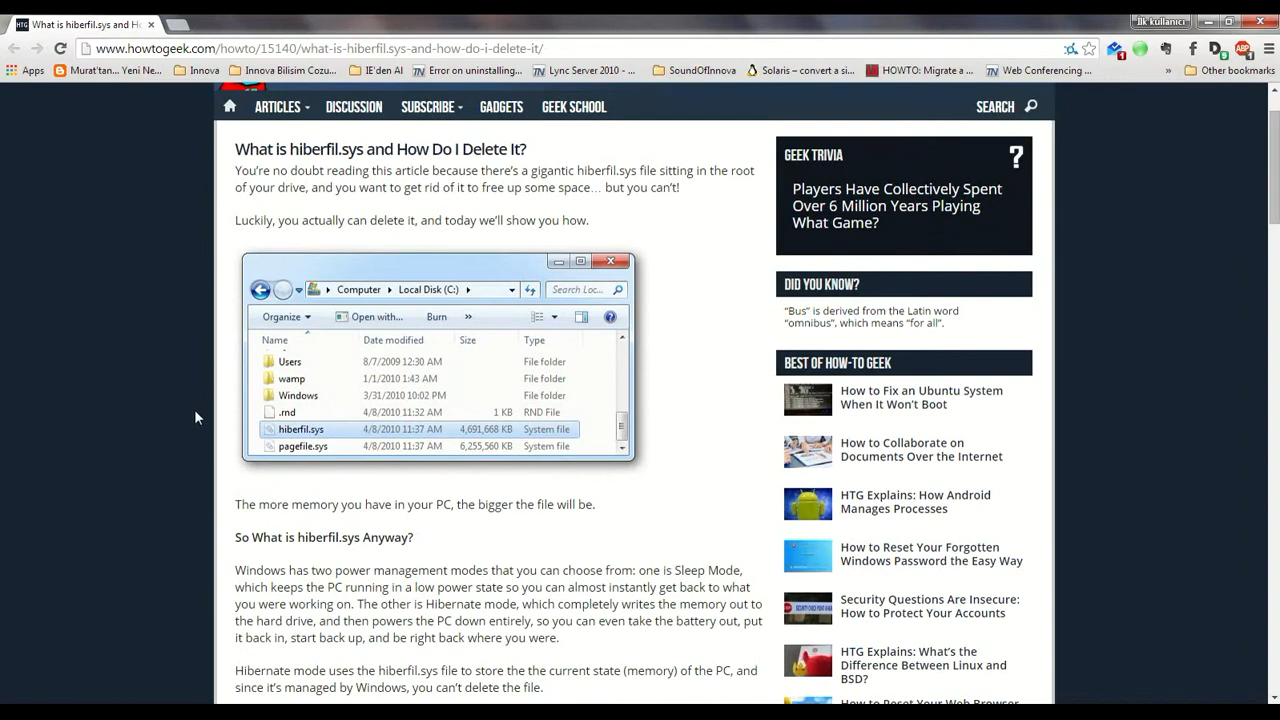 What is hiberfil.sys and Ho
İlk kullanıcı
www.howtogeek.com/howto/15140/what-is-hiberfil.sys-and-how-do-i-delete-it/
Apps
Murat'tan.. Yeni Ne...
Innova
Innova Bilisim Cozu...
IE'den Al
Error on uninstalling...
Lync Server 2010 - ...
SoundOfInnova
Solaris – convert a si...
HOWTO: Migrate a ...
Web Conferencing ...
»
Other bookmarks
ARTICLES
DISCUSSION
SUBSCRIBE
GADGETS
GEEK SCHOOL
SEARCH
What is hiberfil.sys and How Do I Delete It?
You're no doubt reading this article because there's a gigantic hiberfil.sys file sitting in the root
of your drive, and you want to get rid of it to free up some space… but you can't!
Luckily, you actually can delete it, and today we'll show you how.
Computer
Local Disk (C:)
Search Loc...
Organize
Open with...
Burn
»
Name
Date modified
Size
Type
Users 8/7/2009 12:30 AM File folder
wamp 1/1/2010 1:43 AM File folder
Windows 3/31/2010 10:02 PM File folder
.rnd 4/8/2010 11:32 AM 1 KB RND File
hiberfil.sys 4/8/2010 11:37 AM 4,691,668 KB System file
pagefile.sys 4/8/2010 11:37 AM 6,255,560 KB System file
The more memory you have in your PC, the bigger the file will be.
So What is hiberfil.sys Anyway?
Windows has two power management modes that you can choose from: one is Sleep Mode,
which keeps the PC running in a low power state so you can almost instantly get back to what
you were working on. The other is Hibernate mode, which completely writes the memory out to
the hard drive, and then powers the PC down entirely, so you can even take the battery out, put
it back in, start back up, and be right back where you were.
Hibernate mode uses the hiberfil.sys file to store the the current state (memory) of the PC, and
since it's managed by Windows, you can't delete the file.
GEEK TRIVIA
?
Players Have Collectively Spent
Over 6 Million Years Playing
What Game?
DID YOU KNOW?
“Bus” is derived from the Latin word
“omnibus”, which means “for all”.
BEST OF HOW-TO GEEK
How to Fix an Ubuntu System
When It Won't Boot
How to Collaborate on
Documents Over the Internet
HTG Explains: How Android
Manages Processes
How to Reset Your Forgotten
Windows Password the Easy Way
Security Questions Are Insecure:
How to Protect Your Accounts
HTG Explains: What's the
Difference Between Linux and
BSD?
How to Reset Your Web Browser